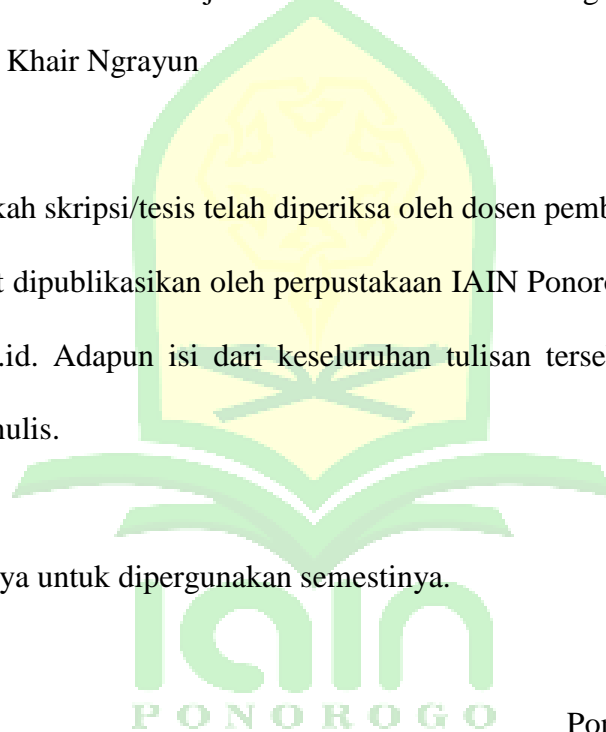 Khair Ngrayun
kah skripsi/tesis telah diperiksa oleh dosen pemb
t dipublikasikan oleh perpustakaan IAIN Ponoro
.id. Adapun isi dari keseluruhan tulisan terse
nulis.
ya untuk dipergunakan semestinya.
iain
PONOROGO
Pon